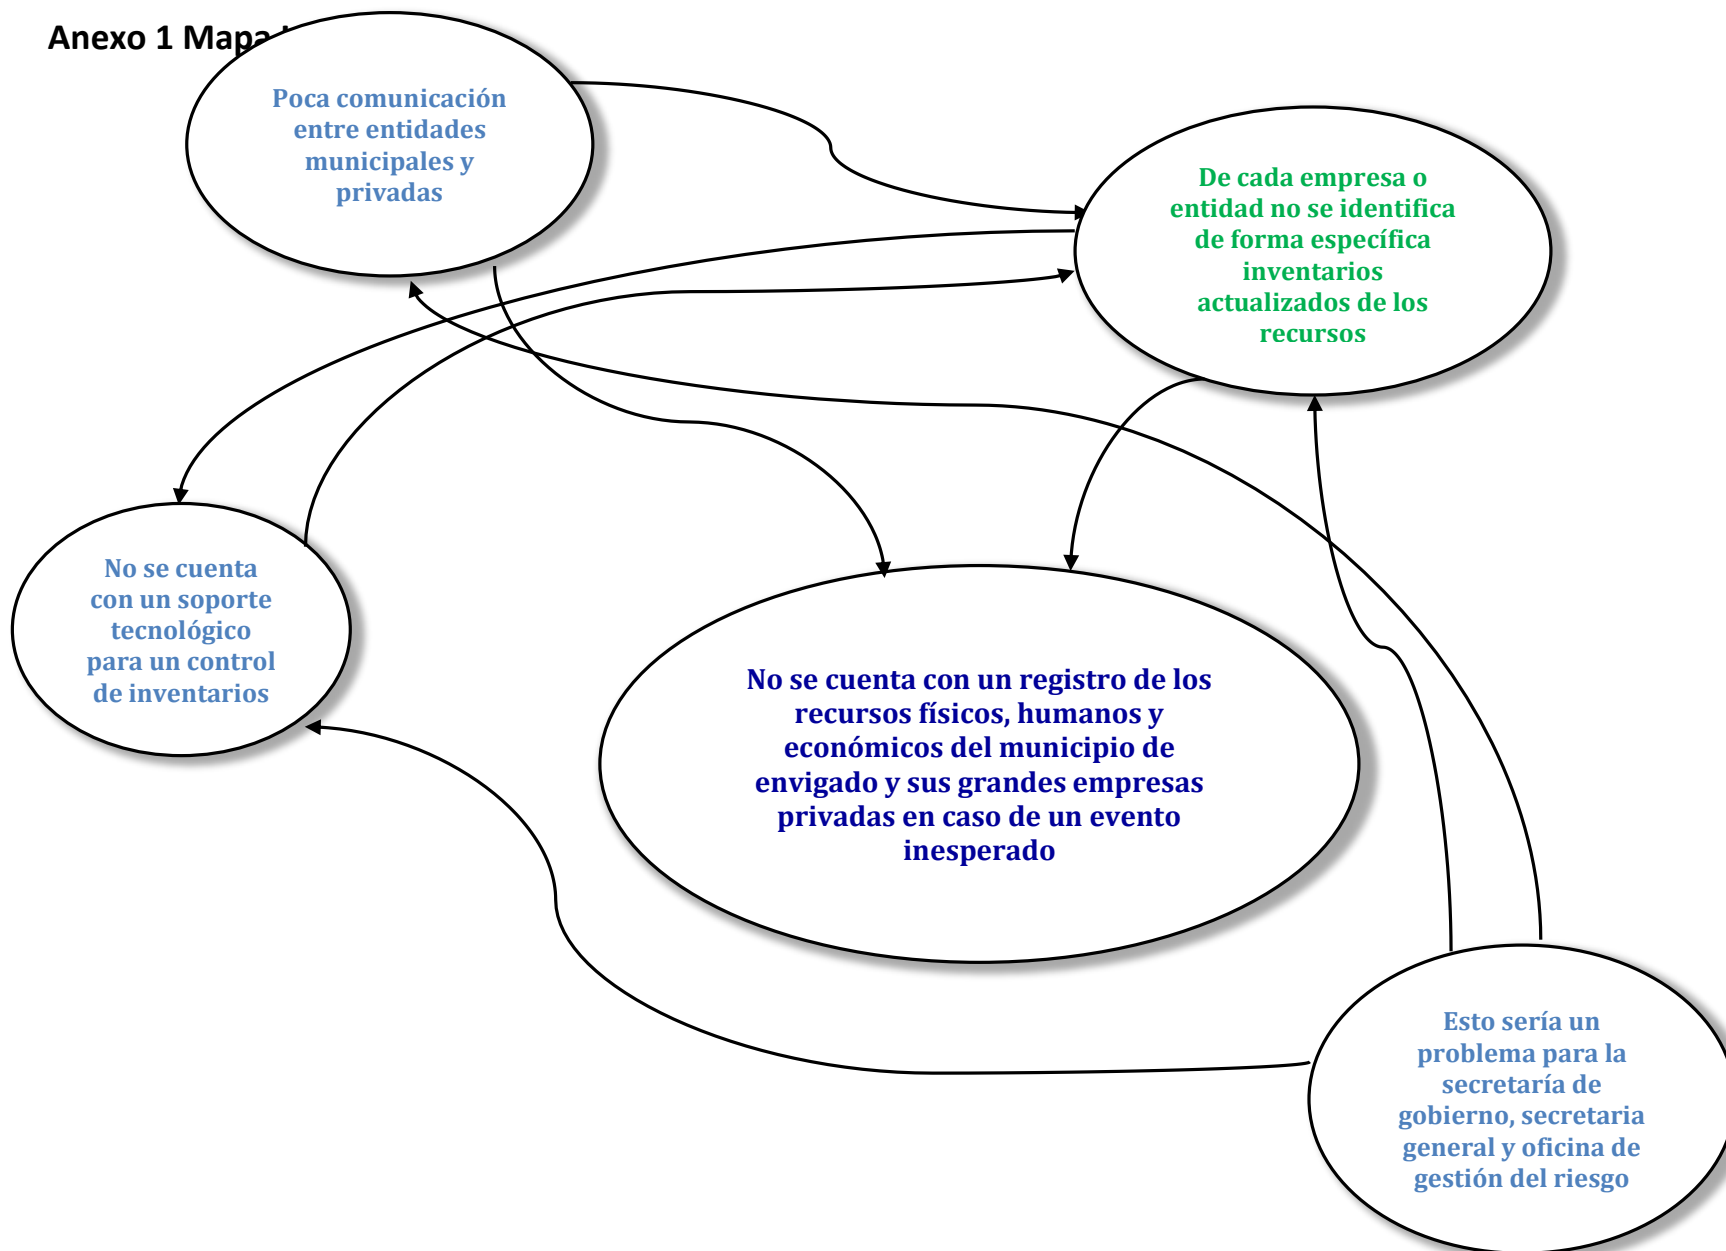 Anexo 1 Mapa
Poca comunicación
entre entidades
municipales y
privadas
De cada empresa o
entidad no se identifica
de forma específica
inventarios
actualizados de los
recursos
No se cuenta
con un soporte
tecnológico
para un control
de inventarios
No se cuenta con un registro de los
recursos físicos, humanos y
económicos del municipio de
envigado y sus grandes empresas
privadas en caso de un evento
inesperado
Esto sería un
problema para la
secretaría de
gobierno, secretaria
general y oficina de
gestión del riesgo